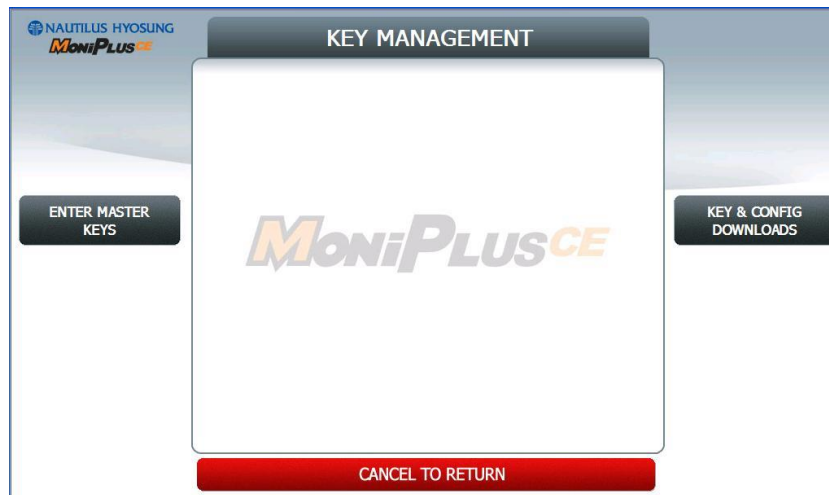 NAUTILUS HYOSUNG
MONiPLUSCE
KEY MANAGEMENT
ENTER MASTER
KEYS
MONiPLUSCE
KEY & CONFIG
DOWNLOADS
CANCEL TO RETURN